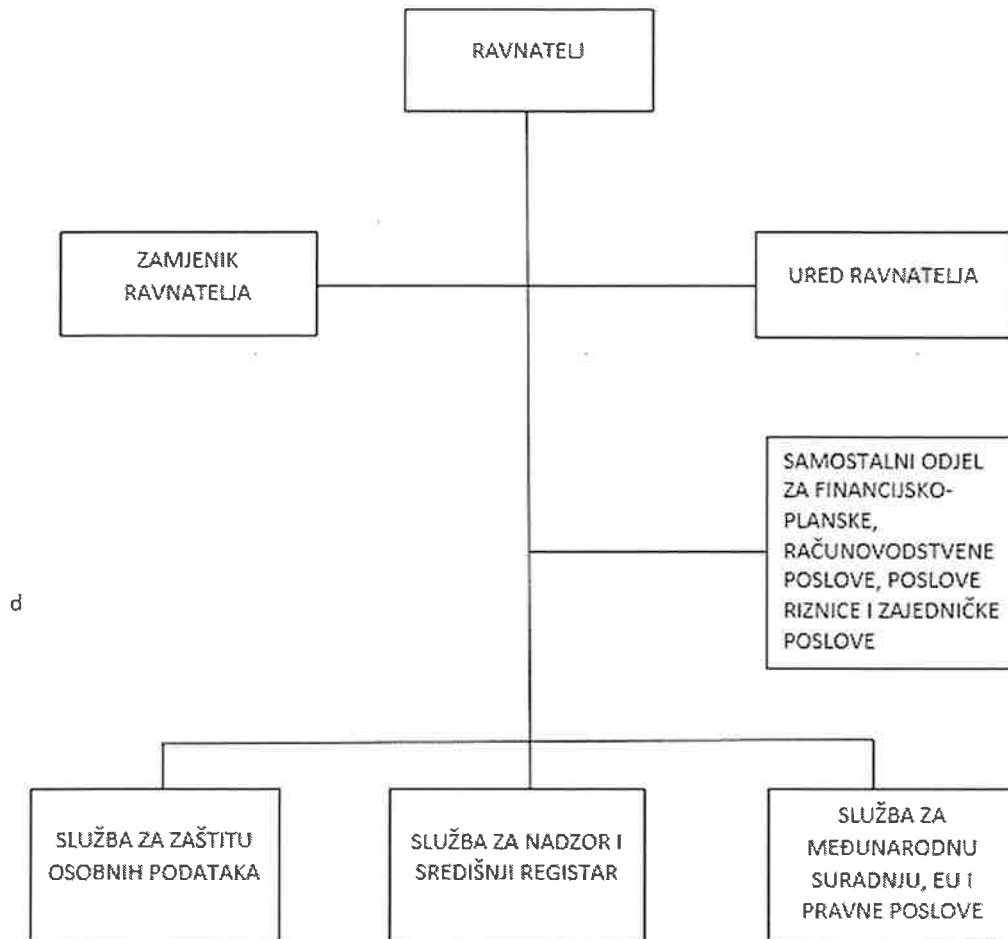 RAVNATELJ
ZAMJENIK
RAVNATELJA
URED RAVNATELJA
SAMOSTALNI ODJEL
ZA FINANCIJSKO-
PLANSKE,
RAČUNOVODSTVENE
POSLOVE, POSLOVE
RIZNICE I ZAJEDNIČKE
POSLOVE
d
SLUŽBA ZA ZAŠTITU
OSOBNIH PODATAKA
SLUŽBA ZA NADZOR I
SREDIŠNJI REGISTAR
SLUŽBA ZA
MEĐUNARODNU
SURADNJU, EU I
PRAVNE POSLOVE